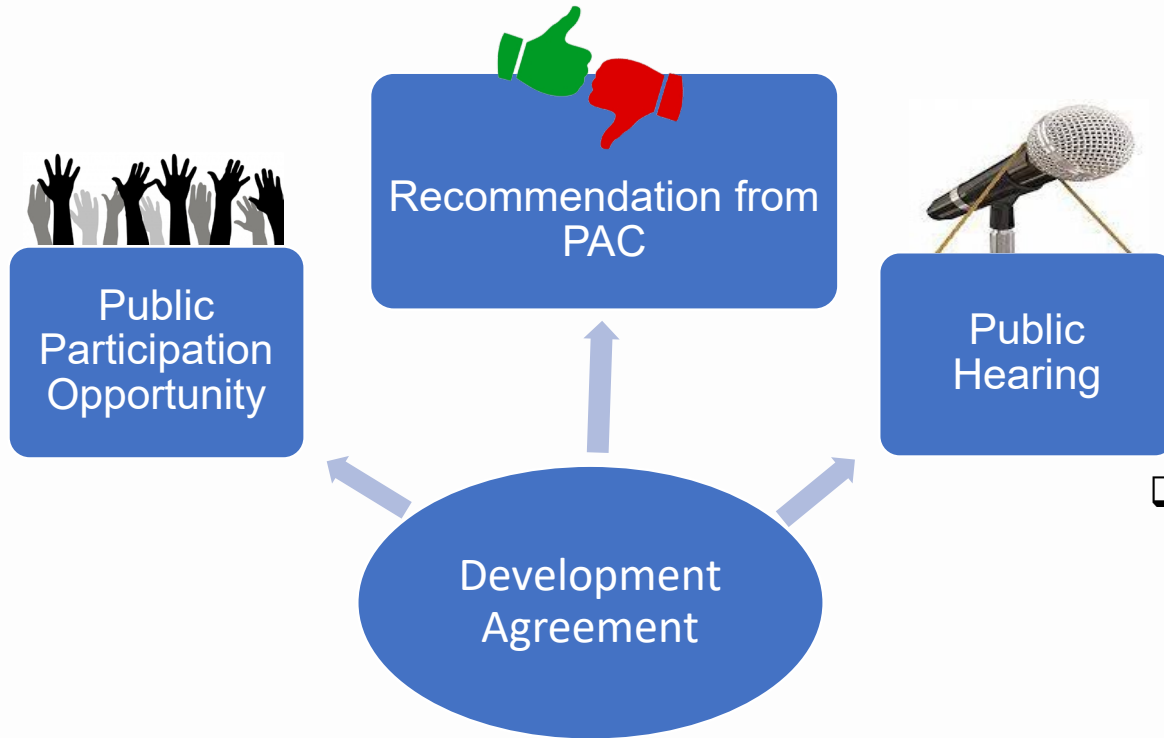 Recommendation from
PAC
Public
Participation
Opportunity
Public
Hearing
Development
Agreement